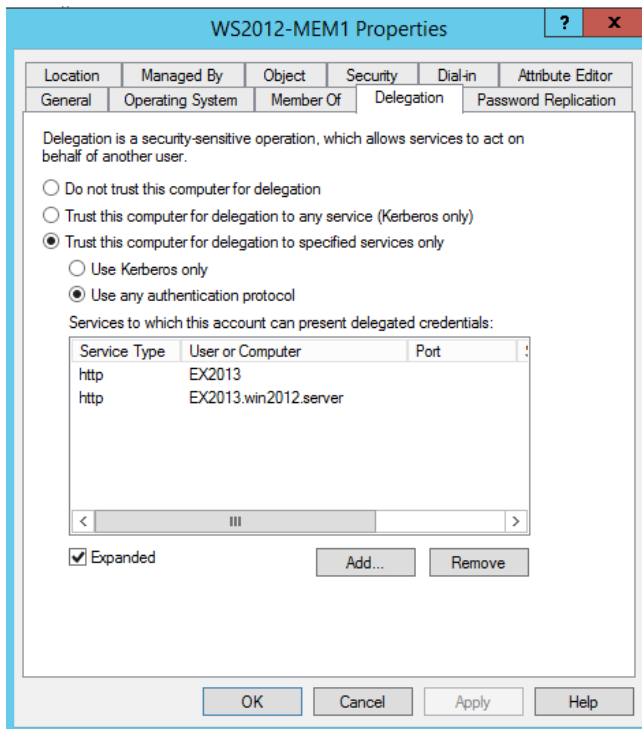 WS2012-MEM1 Properties
?
x
Location
Managed By
Object
Security
Dial-in
Attribute Editor
General
Operating System
Member Of
Delegation
Password Replication
Delegation is a security-sensitive operation, which allows services to act on
behalf of another user.
Do not trust this computer for delegation
Trust this computer for delegation to any service (Kerberos only)
Trust this computer for delegation to specified services only
Use Kerberos only
Use any authentication protocol
Services to which this account can present delegated credentials:
Service Type User or Computer Port
http EX2013
http EX2013.win2012.server
Expanded
Add...
Remove
OK
Cancel
Apply
Help